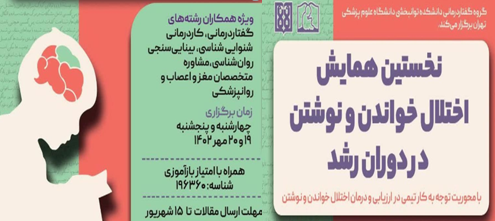 گروه گفتاردرمانی دانشکده توانبخشی دانشگاه علوم پزشکی
تهران برگزار می‌کند
نخستین همایش
اختلال خواندن و نوشتن
در دوران رشد
با محوریت توجه به کار تیمی در ارزیابی و درمان اختلال خواندن و نوشتن
ویژه همکاران رشته‌های
گفتاردرمانی، کاردرمانی
شنوایی شناسی، بینایی‌سنجی
روان‌شناسی، مشاوره
متخصصان مغز و اعصاب و
روانپزشکی
زمان برگزاری
چهارشنبه و پنجشنبه
۱۹ و ۲۰ مهر ۱۴۰۲
همراه با امتیاز بازآموزی
شناسه: ۱۹۶۳۶۰
مهلت ارسال مقالات تا ۱۵ شهریور